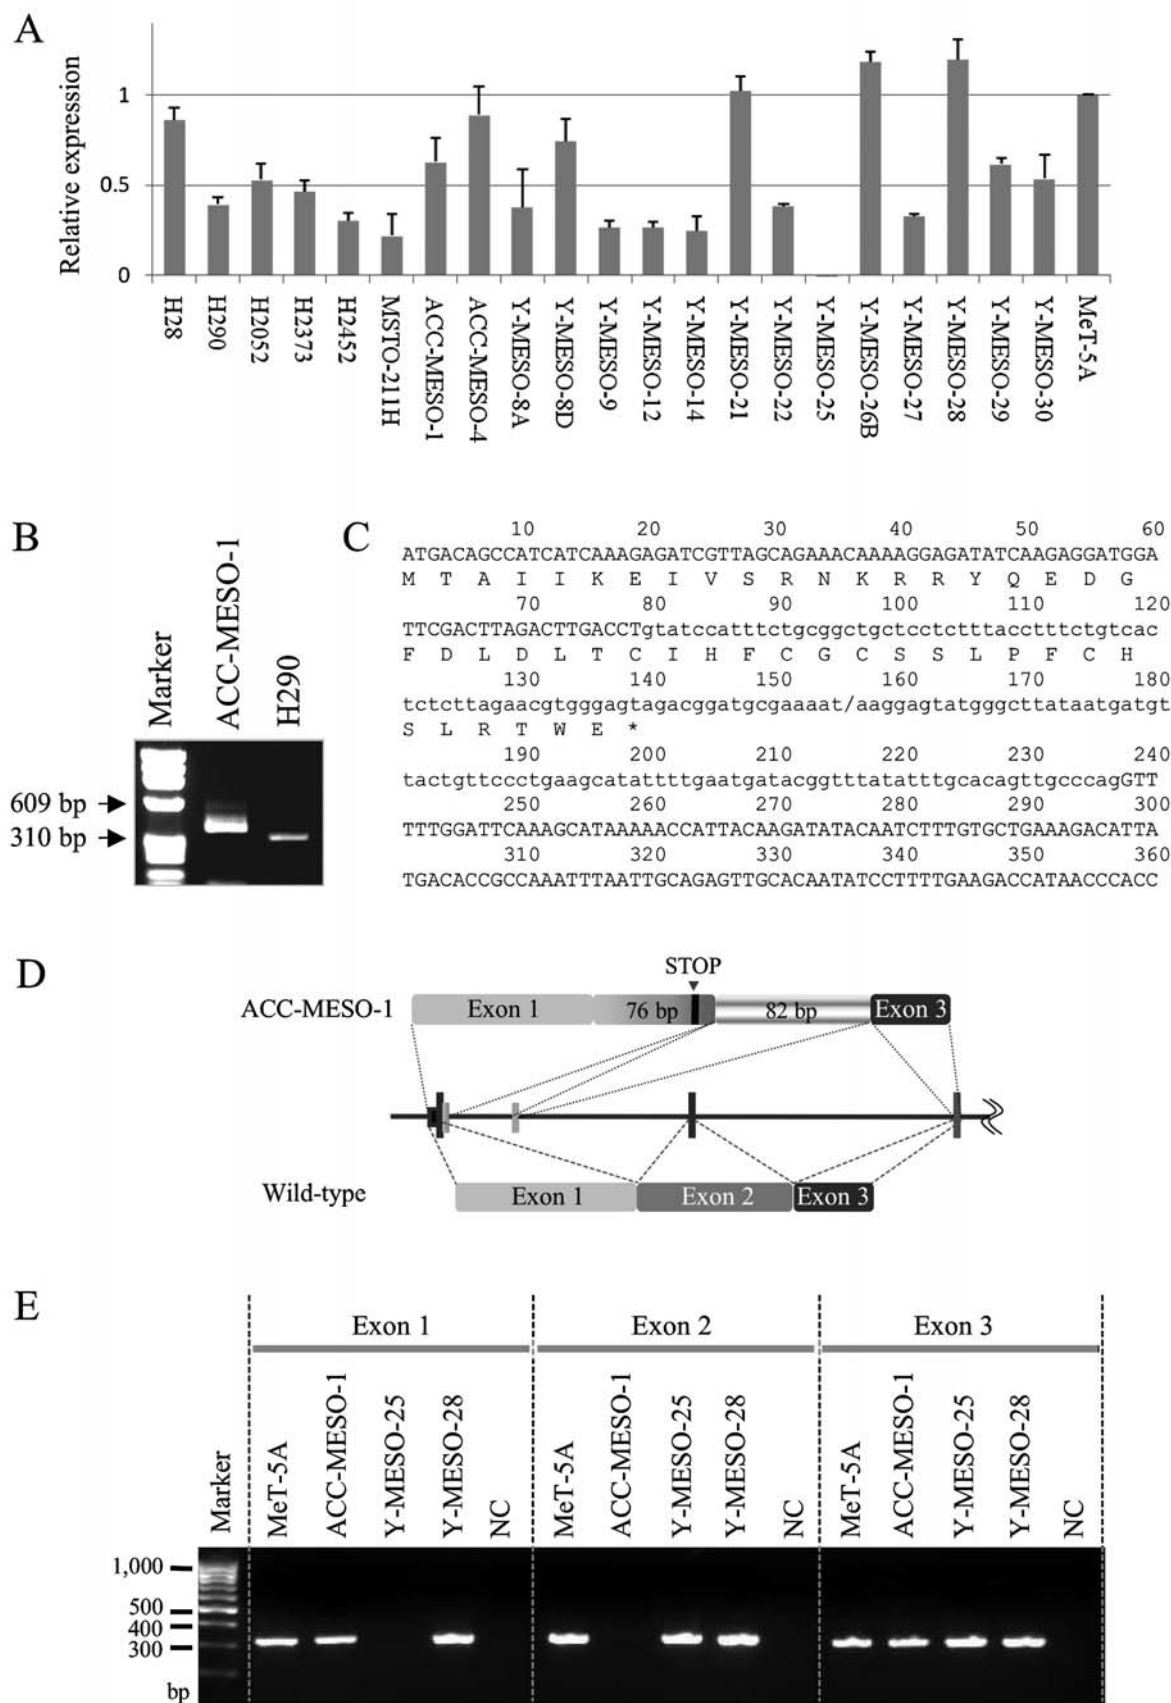 A
Relative expression
1
0.5
0
H28
H290
H2052
H2373
H2452
MSTO-211H
ACC-MESO-1
ACC-MESO-4
Y-MESO-8A
Y-MESO-8D
Y-MESO-9
Y-MESO-12
Y-MESO-14
Y-MESO-21
Y-MESO-22
Y-MESO-25
Y-MESO-26B
Y-MESO-27
Y-MESO-28
Y-MESO-29
Y-MESO-30
MeT-5A
B
Marker
ACC-MESO-1
H290
609 bp
310 bp
C
10 20 30 40 50 60
ATGACAGCCATCATCAAAGAGATCGTTAGCAGAAACAAAAGGAGATATCAAGAGGATGGA
M T A I I K E I V S R N K R R Y Q E D G
70 80 90 100 110 120
TTCGACTTAGACTTGACCTgtatccatttctgcggctgctcctctttacctttctgtcac
F D L D L T C I H F C G C S S L P F C H
130 140 150 160 170 180
tctcttagaacgtgggagtagacggatgcgaaaat/aaggagtatgggcttataatgatgt
S L R T W E *
190 200 210 220 230 240
tactgttccctgaagcatattttgaatgatacggtttatatttgcacagttgcccagGTT
250 260 270 280 290 300
TTTGGATTCAAAGCATAAAAACCATTACAAGATATACAATCTTTGTGCTGAAAGACATTA
310 320 330 340 350 360
TGACACCGCCAAATTTAATTGCAGAGTTGCACAATATCCTTTTGAAGACCATAACCCACC
D
STOP
ACC-MESO-1
Exon 1
76 bp
82 bp
Exon 3
Wild-type
Exon 1
Exon 2
Exon 3
E
Exon 1
Exon 2
Exon 3
Marker
MeT-5A
ACC-MESO-1
Y-MESO-25
Y-MESO-28
NC
MeT-5A
ACC-MESO-1
Y-MESO-25
Y-MESO-28
NC
MeT-5A
ACC-MESO-1
Y-MESO-25
Y-MESO-28
NC
1,000
500
400
300
bp